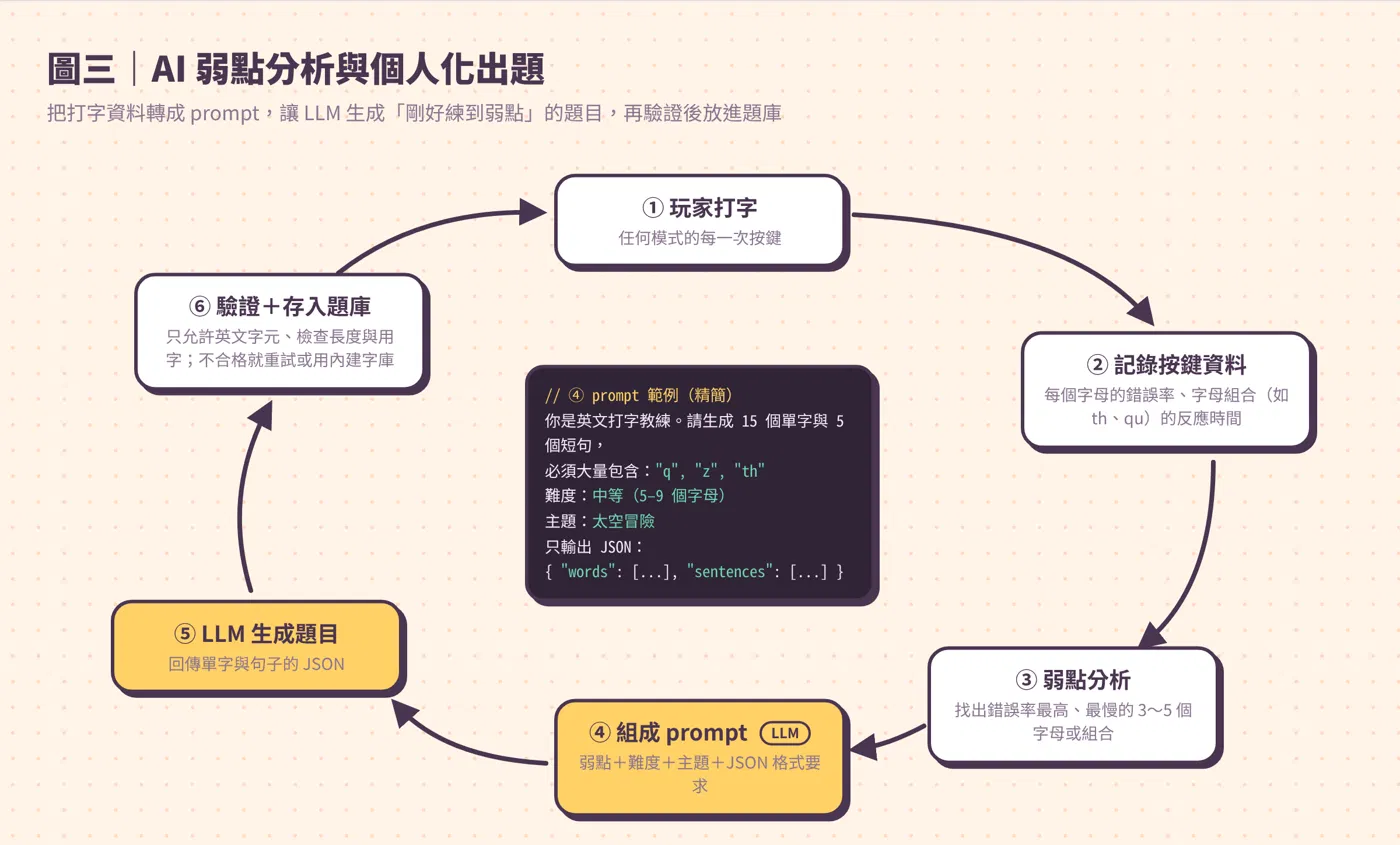 圖三｜AI 弱點分析與個人化出題
把打字資料轉成 prompt，讓 LLM 生成「剛好練到弱點」的題目，再驗證後放進題庫
① 玩家打字
任何模式的每一次按鍵
② 記錄按鍵資料
每個字母的錯誤率、字母組合（如
th、qu）的反應時間
③ 弱點分析
找出錯誤率最高、最慢的 3～5 個
字母或組合
④ 組成 prompt LLM
弱點＋難度＋主題＋JSON 格式要
求
⑤ LLM 生成題目
回傳單字與句子的 JSON
⑥ 驗證＋存入題庫
只允許英文字元、檢查長度與用
字；不合格就重試或用內建字庫
// ④ prompt 範例（精簡）
你是英文打字教練。請生成 15 個單字與 5
個短句，
必須大量包含："q", "z", "th"
難度：中等（5–9 個字母）
主題：太空冒險
只輸出 JSON：
{ "words": [...], "sentences": [...] }